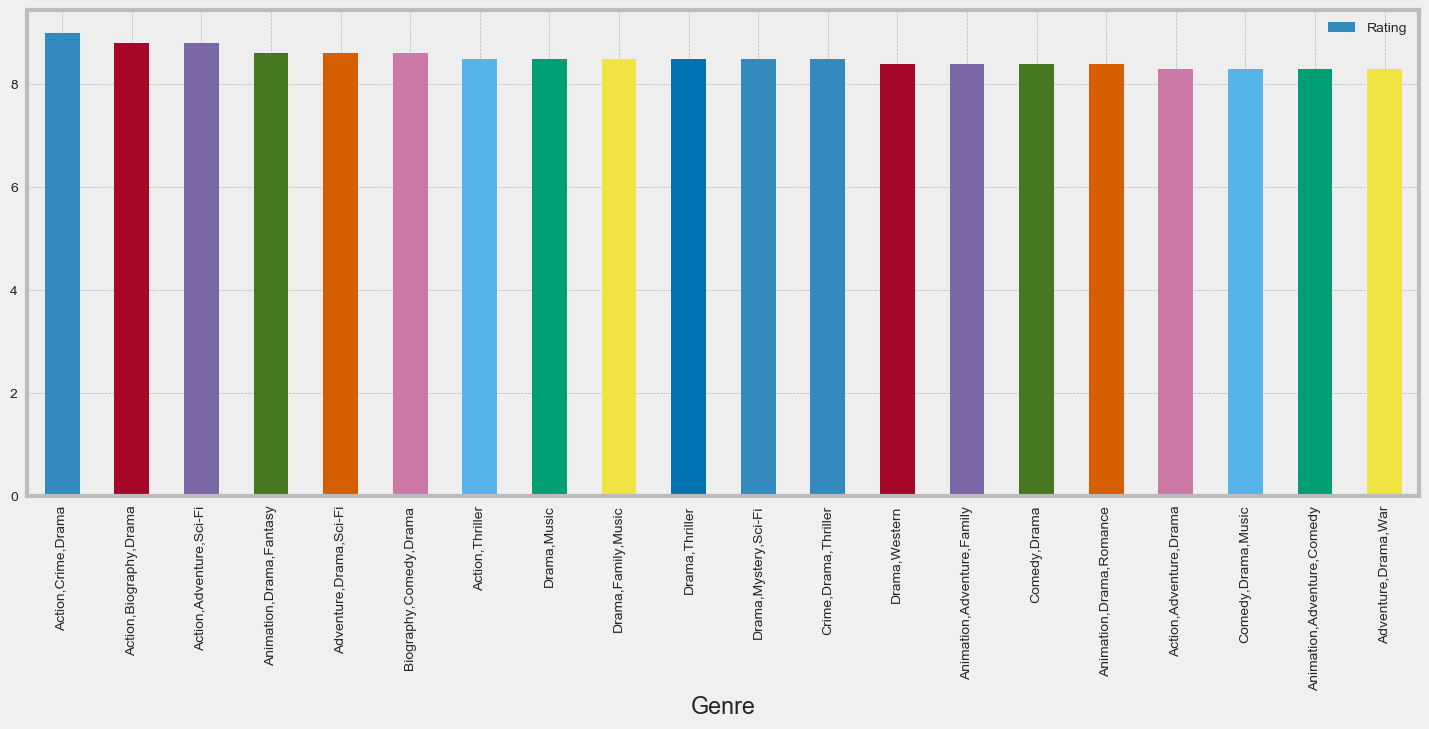 Rating
8
6
4
2
0
Action,Crime,Drama
Action,Biography,Drama
Action,Adventure,Sci-Fi
Animation,Drama,Fantasy
Adventure,Drama,Sci-Fi
Biography,Comedy,Drama
Action,Thriller
Drama,Music
Drama,Family,Music
Drama,Thriller
Drama,Mystery,Sci-Fi
Crime,Drama,Thriller
Drama,Western
Animation,Adventure,Family
Comedy,Drama
Animation,Drama,Romance
Action,Adventure,Drama
Comedy,Drama,Music
Animation,Adventure,Comedy
Adventure,Drama,War
Genre